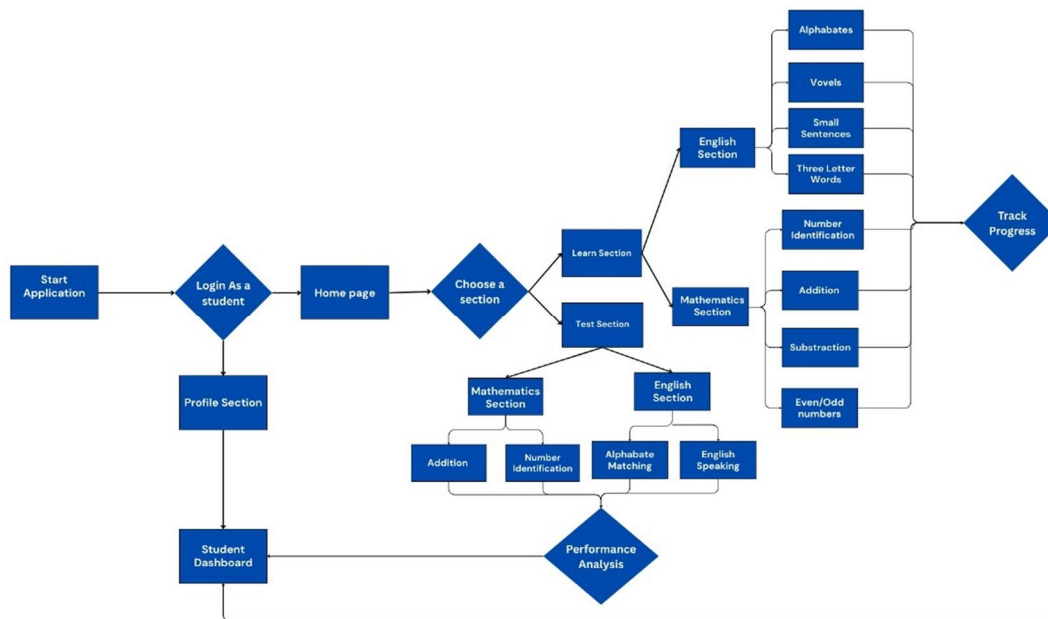 Start
Application
Login As a
student
Home page
Choose a
section
Learn Section
Test Section
English
Section
Mathematics
Section
Alphabates
Vovels
Small
Sentences
Three Letter
Words
Number
Identification
Addition
Substraction
Even/Odd
numbers
Track
Progress
Mathematics
Section
English
Section
Addition
Number
Identification
Alphabate
Matching
English
Speaking
Performance
Analysis
Profile Section
Student
Dashboard